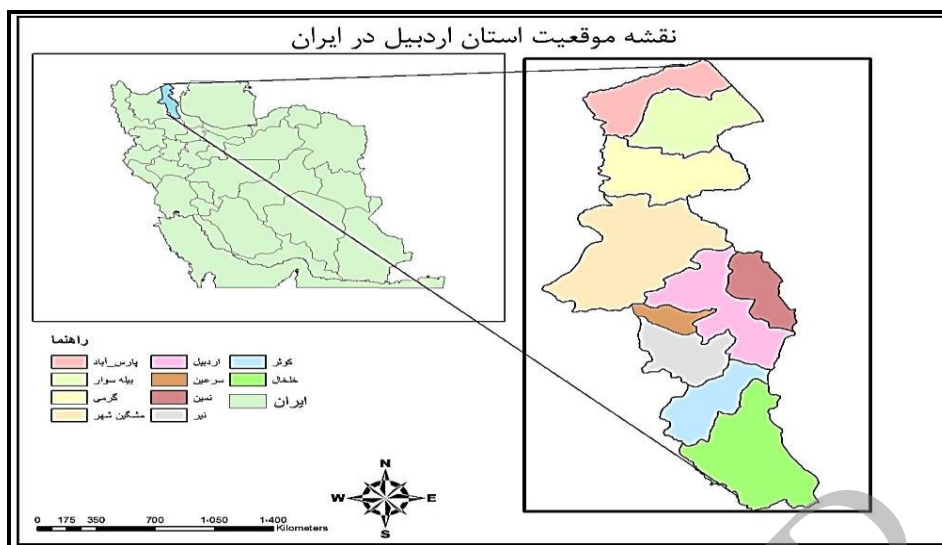 نقشه موقعیت استان اردبیل در ایران
راهنما
پارس_آباد
اردبیل
کوثر
بیله سوار
سرعین
خلخال
گرمی
نمین
ایران
مشگین شهر
نیر
N
W
E
S
0 175 350 700 1,050 1,400
Kilometers